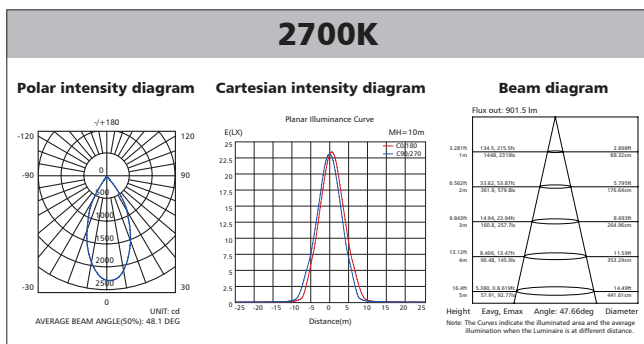 2700K
Polar intensity diagram
-/+180
-120
120
-90
90
0
500
1000
1500
2000
2500
-30
30
0
UNIT: cd
AVERAGE BEAM ANGLE(50%): 48.1 DEG
Cartesian intensity diagram
Planar Illuminance Curve
E(LX)
MH=10m
C0/180
C90/270
25
22.5
20
17.5
15
12.5
10
7.5
5
2.5
0
-25 -20 -15 -10 -5 0 5 10 15 20 25
Distance(m)
Beam diagram
Flux out: 901.5 lm
3.281ft 134.5, 215.5fc 2.898ft
1m 1448, 2319lx 88.32cm
6.562ft 33.62, 53.87fc 5.795ft
2m 361.9, 579.8lx 176.64cm
9.843ft 14.94, 23.94fc 8.693ft
3m 160.8, 257.7lx 264.96cm
13.12ft 8.406, 13.47fc 11.59ft
4m 90.48, 145.0lx 353.29cm
16.4ft 5.380, 9.8.619fc 14.49ft
5m 57.91, 92.77lx 441.61cm
Height Eavg, Emax Angle: 47.66deg Diameter
Note: The Curves indicate the illuminated area and the average
illumination when the Luminaire is at different distance.